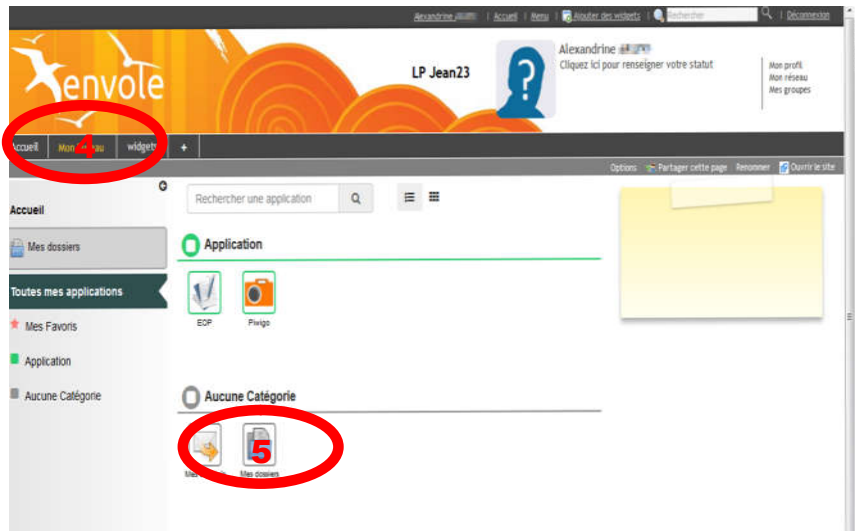 Alexandrine | Accueil | Menu | Ajouter des widgets | Rechercher | Déconnexion
envole
LP Jean23
Alexandrine
Cliquez ici pour renseigner votre statut
Mon profil
Mon réseau
Mes groupes
Accueil Mon 4 widgets +
Options Partager cette page Renommer Ouvrir le site
Accueil
Rechercher une application
Mes dossiers
Application
Toutes mes applications
EOP Piwigo
Mes Favoris
Application
Aucune Catégorie
Aucune Catégorie
5
Mes Mes dossiers